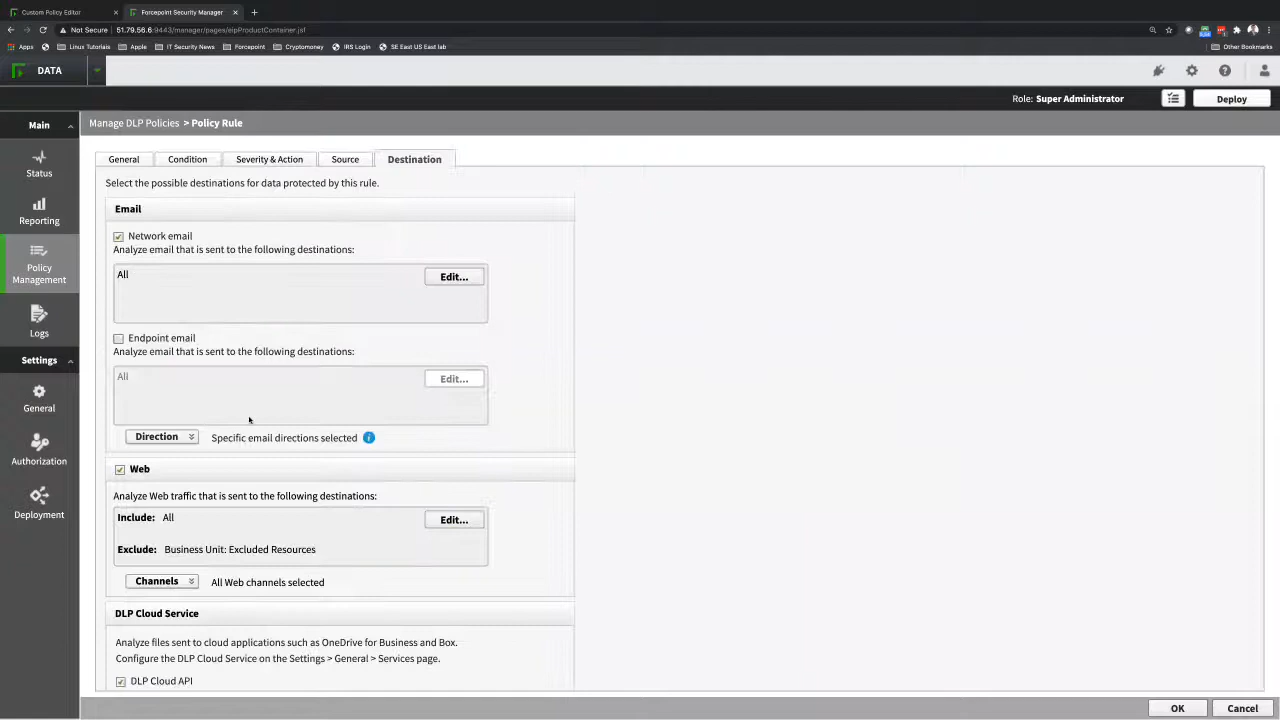 Custom Policy Editor
Forcepoint Security Manager
Not Secure 51.79.56.6:9443/manager/pages/eipProductContainer.jsf
Apps
Linux Tutorials
Apple
IT Security News
Forcepoint
Cryptomoney
IRS Login
SE East US East lab
Other Bookmarks
DATA
Role: Super Administrator
Deploy
Main
Status
Reporting
Policy
Management
Logs
Settings
General
Authorization
Deployment
Manage DLP Policies > Policy Rule
General
Condition
Severity & Action
Source
Destination
Select the possible destinations for data protected by this rule.
Email
Network email
Analyze email that is sent to the following destinations:
All
Edit...
Endpoint email
Analyze email that is sent to the following destinations:
All
Edit...
Direction
Specific email directions selected
Web
Analyze Web traffic that is sent to the following destinations:
Include: All
Edit...
Exclude: Business Unit: Excluded Resources
Channels
All Web channels selected
DLP Cloud Service
Analyze files sent to cloud applications such as OneDrive for Business and Box.
Configure the DLP Cloud Service on the Settings > General > Services page.
DLP Cloud API
OK
Cancel